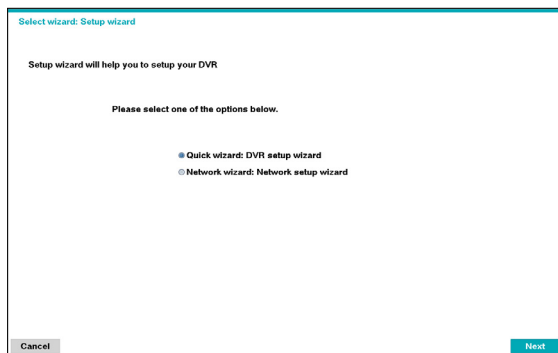 Select wizard: Setup wizard
Setup wizard will help you to setup your DVR
Please select one of the options below.
Quick wizard: DVR setup wizard
Network wizard: Network setup wizard
Cancel
Next